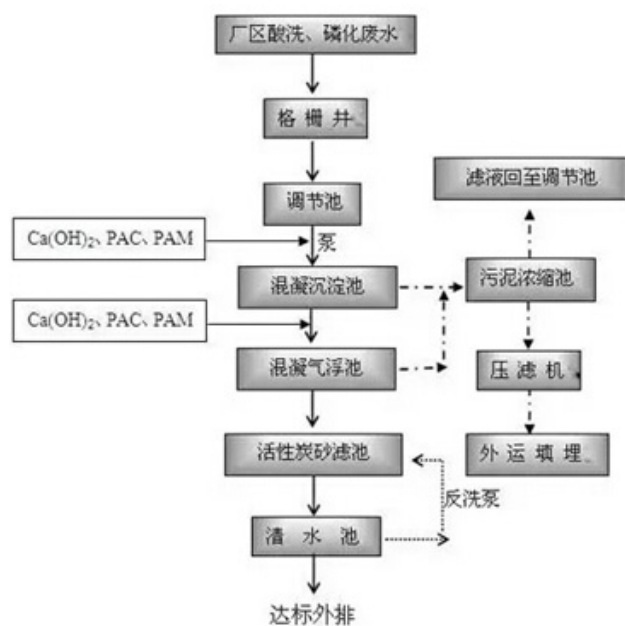 厂区酸洗、磷化废水
格 栅 井
滤液回至调节池
调节池
Ca(OH)2、PAC、PAM
泵
混凝沉淀池
污泥浓缩池
Ca(OH)2、PAC、PAM
混凝气浮池
压 滤 机
活性炭砂滤池
外 运 填 埋
反洗泵
清 水 池
达标外排